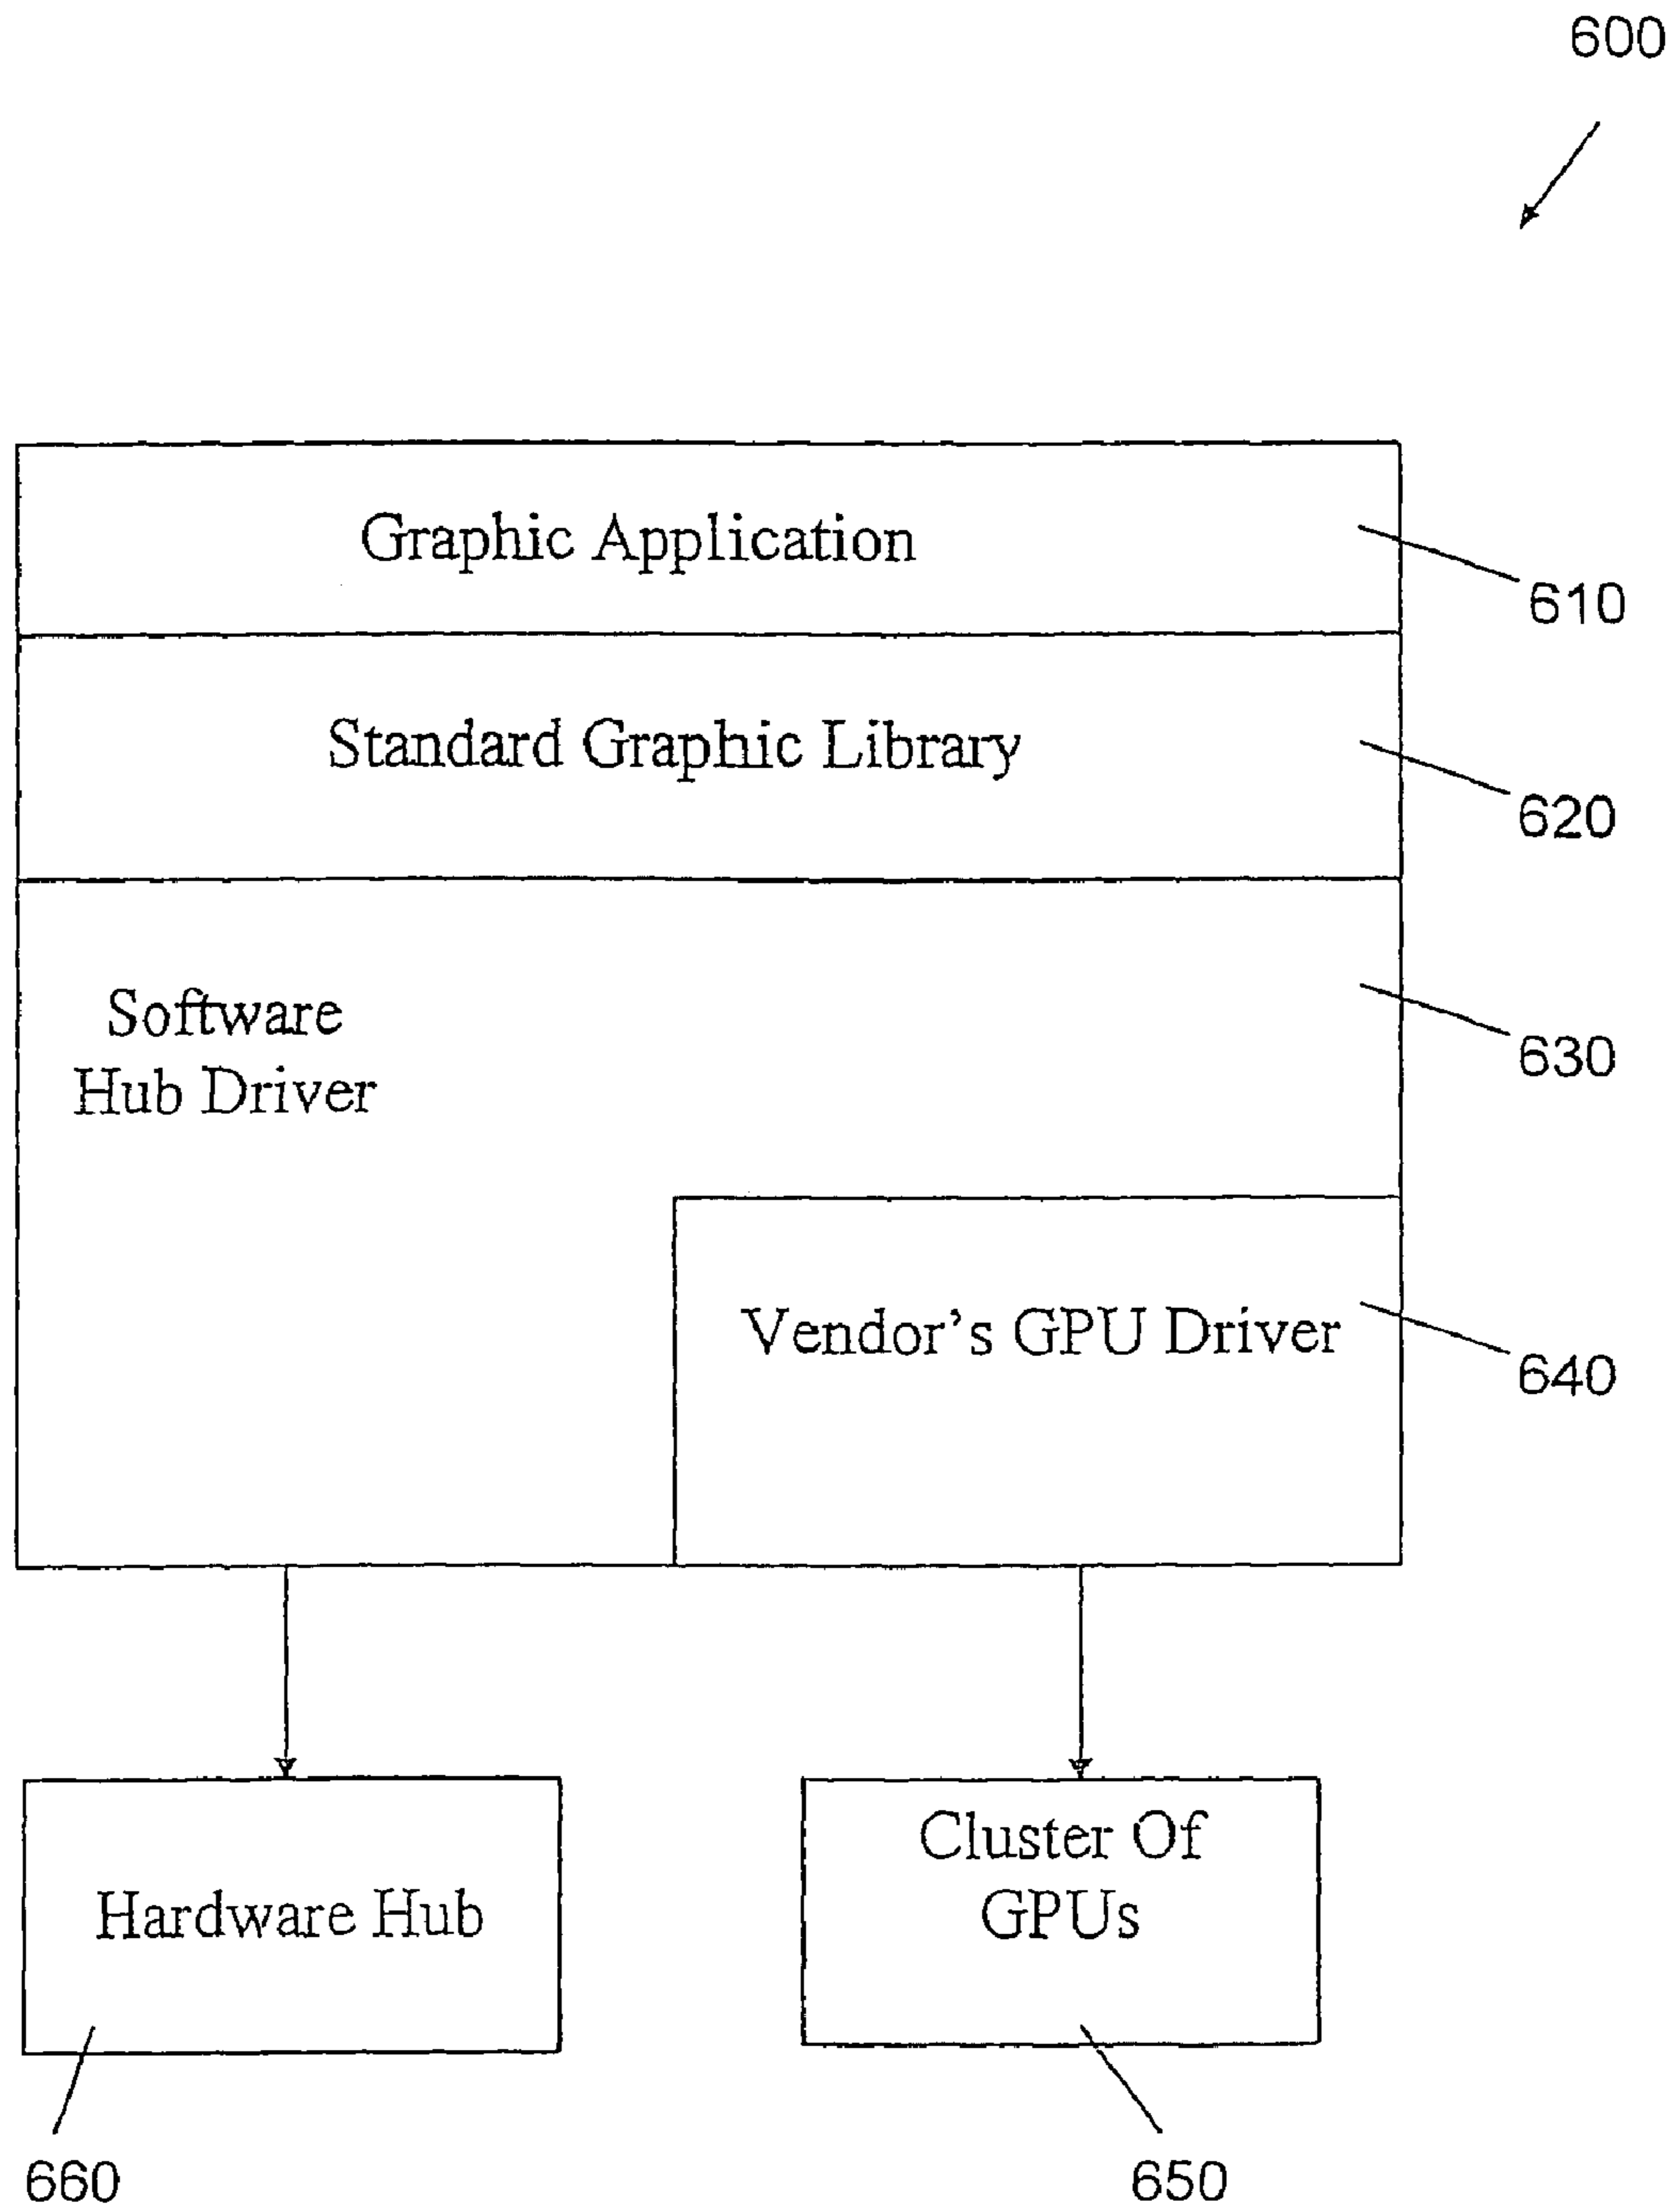 600
Graphic Application
610
Standard Graphic Library
620
Software
Hub Driver
630
Vendor's GPU Driver
640
Hardware Hub
Cluster Of
GPUs
660
650